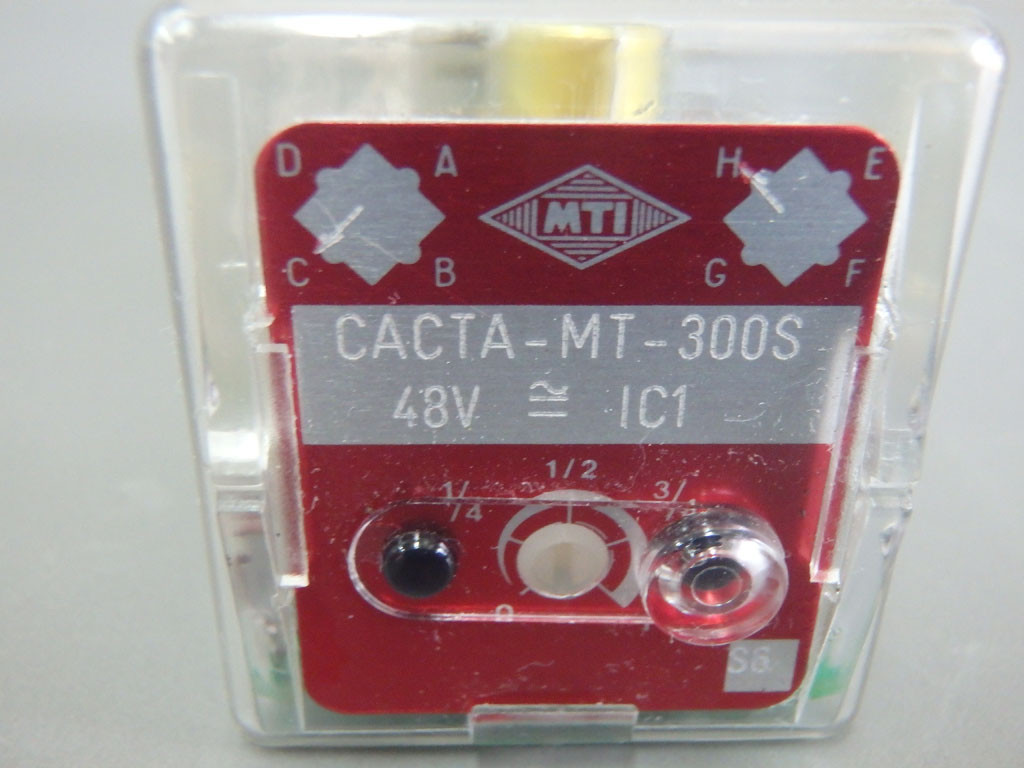 D A
MTI
H E
C B
G F
CACTA-MT-300S
48V ≅ IC1
1/2
1/4
3/4
0
S6